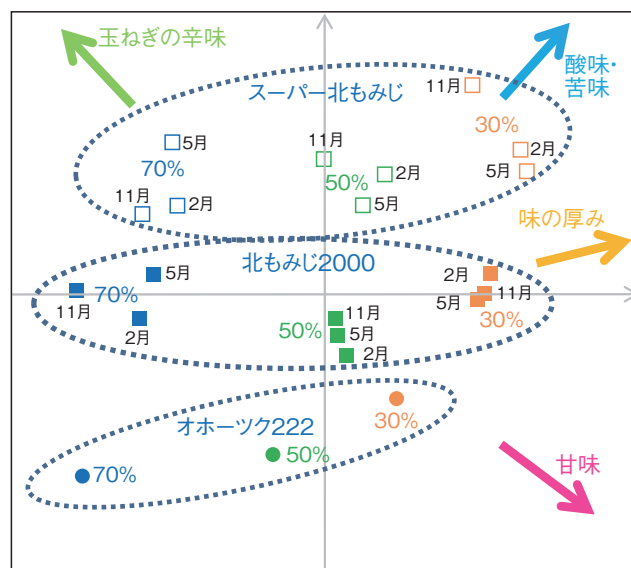 玉ねぎの辛味
酸味・
苦味
スーパー北もみじ
11月
30%
2月
5月
5月
70%
11月
2月
11月
50%
2月
5月
味の厚み
北もみじ2000
5月
70%
11月
2月
2月
11月
5月
30%
50%
11月
5月
2月
オホーツク222
30%
50%
70%
甘味